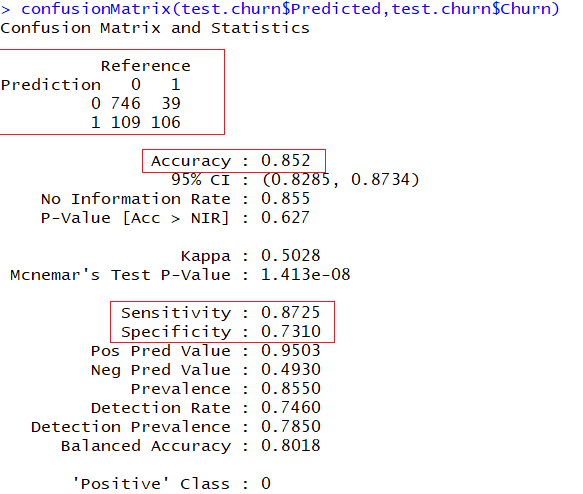 > confusionMatrix(test.churn$Predicted,test.churn$Churn)
Confusion Matrix and Statistics
Reference
Prediction 0 1
0 746 39
1 109 106
Accuracy : 0.852
95% CI : (0.8285, 0.8734)
No Information Rate : 0.855
P-Value [Acc > NIR] : 0.627
Kappa : 0.5028
Mcnemar's Test P-Value : 1.413e-08
Sensitivity : 0.8725
Specificity : 0.7310
Pos Pred Value : 0.9503
Neg Pred Value : 0.4930
Prevalence : 0.8550
Detection Rate : 0.7460
Detection Prevalence : 0.7850
Balanced Accuracy : 0.8018
'Positive' Class : 0